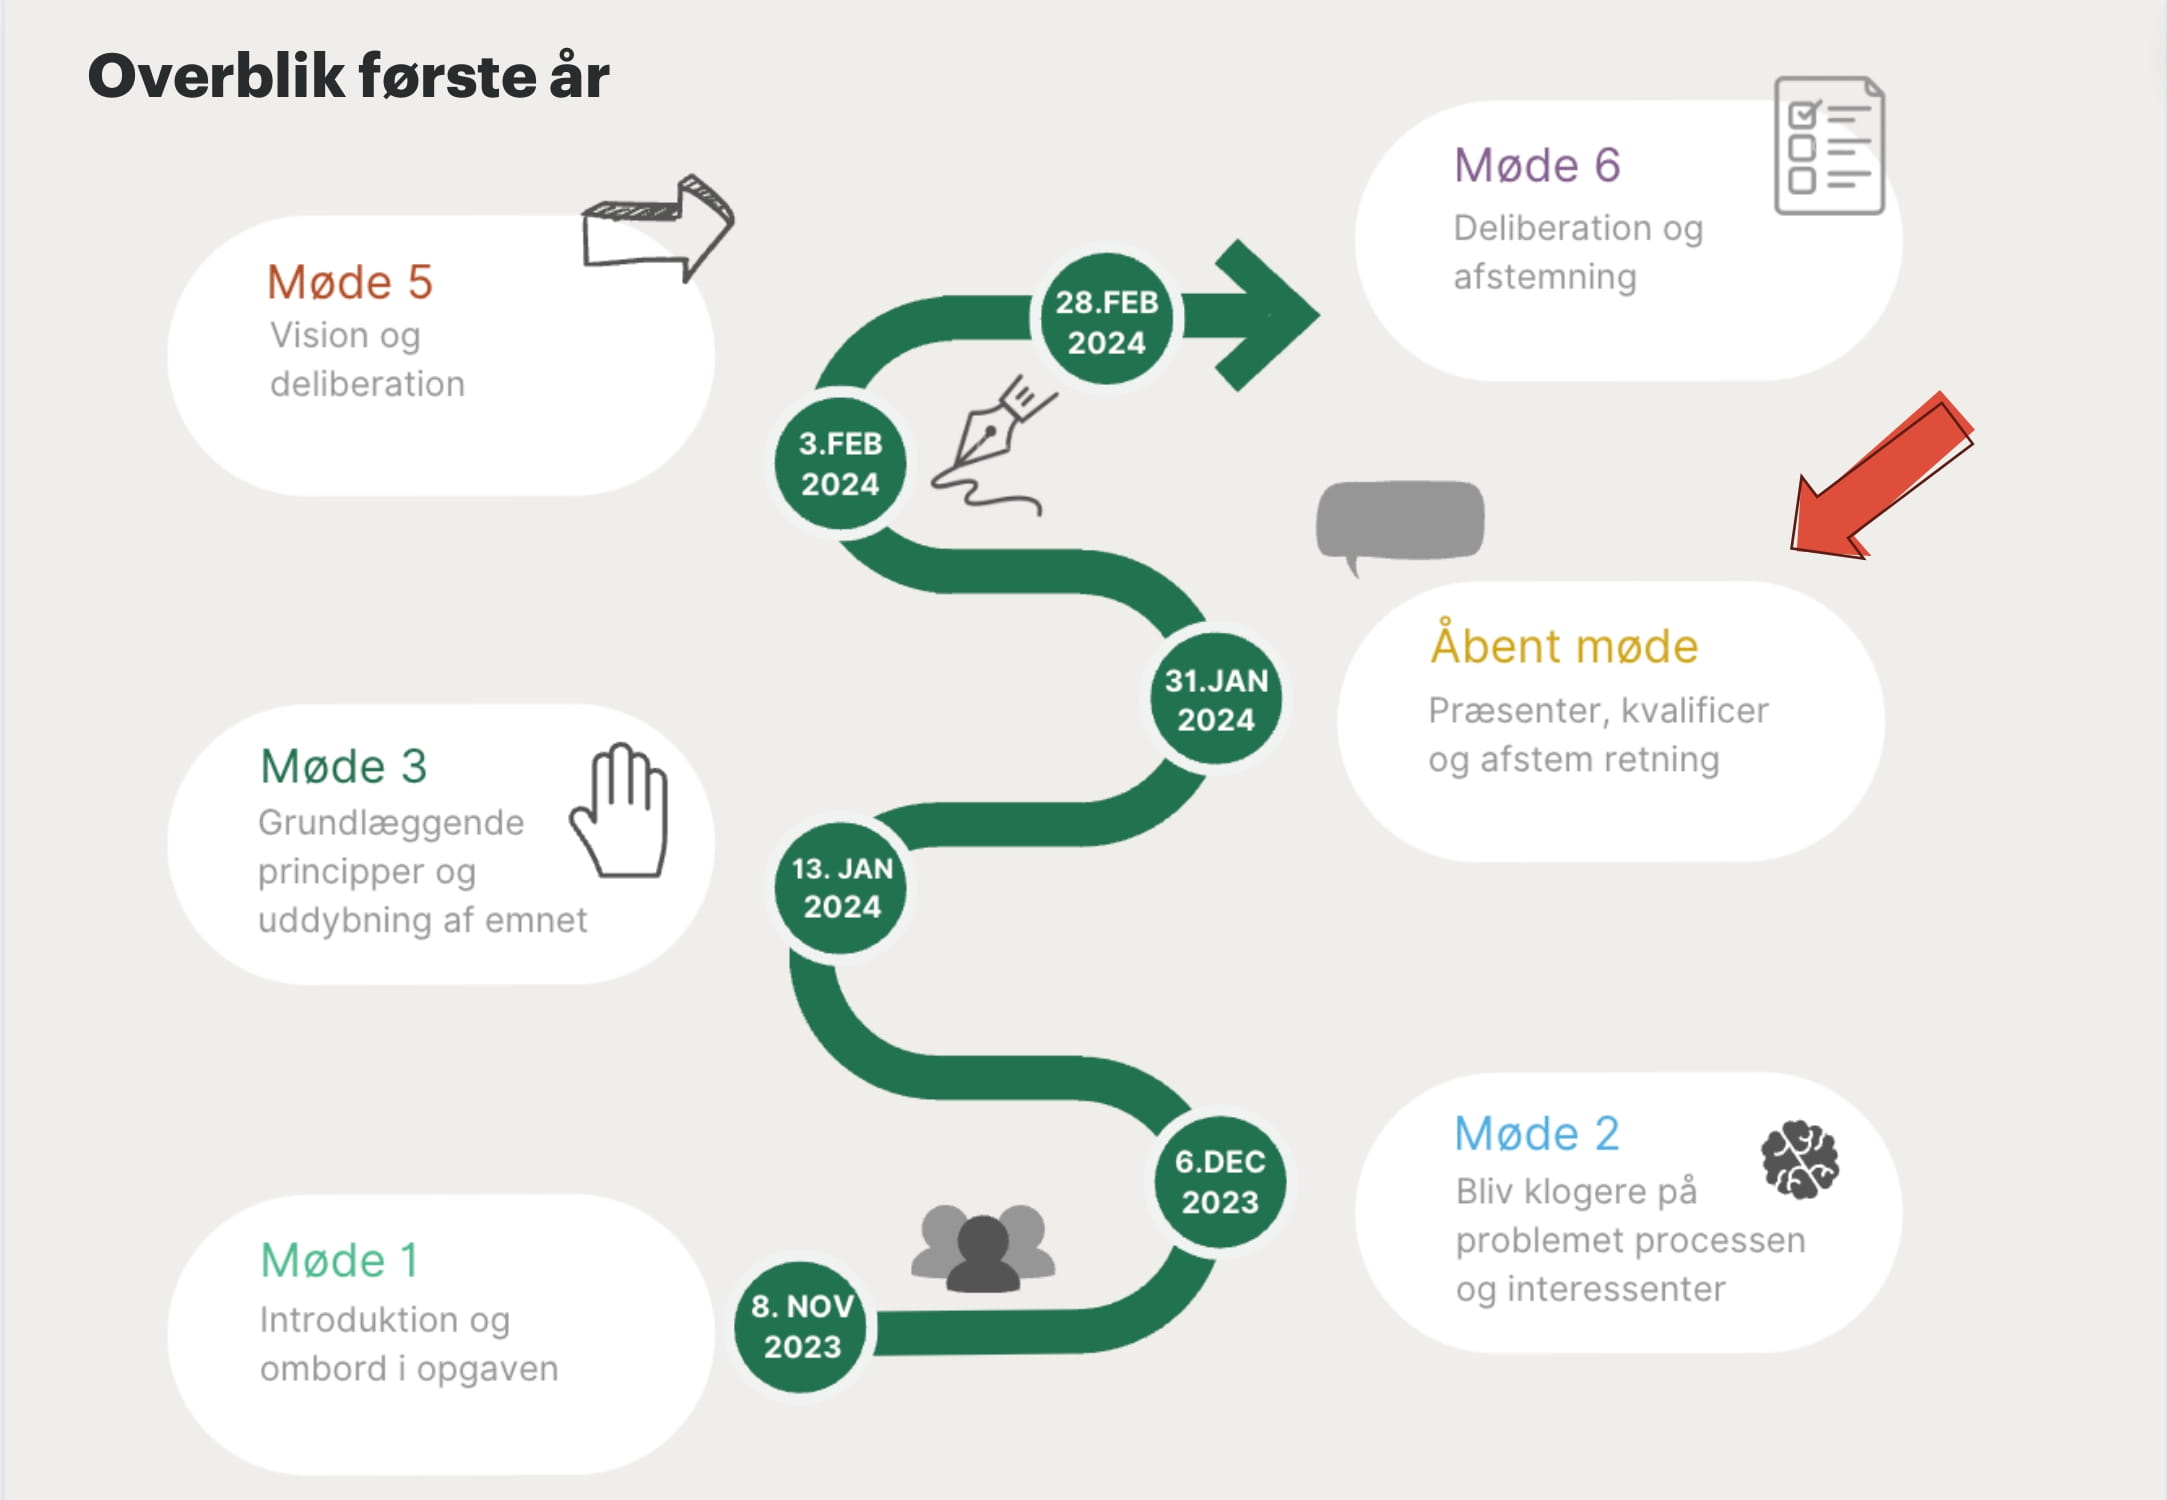 Overblik første år
Møde 6
Deliberation og
afstemning
Møde 5
Vision og
deliberation
28.FEB
2024
3.FEB
2024
Åbent møde
Præsenter, kvalificer
og afstem retning
31.JAN
2024
Møde 3
Grundlæggende
principper og
uddybning af emnet
13. JAN
2024
Møde 2
Bliv klogere på
problemet processen
og interessenter
6.DEC
2023
Møde 1
Introduktion og
ombord i opgaven
8. NOV
2023